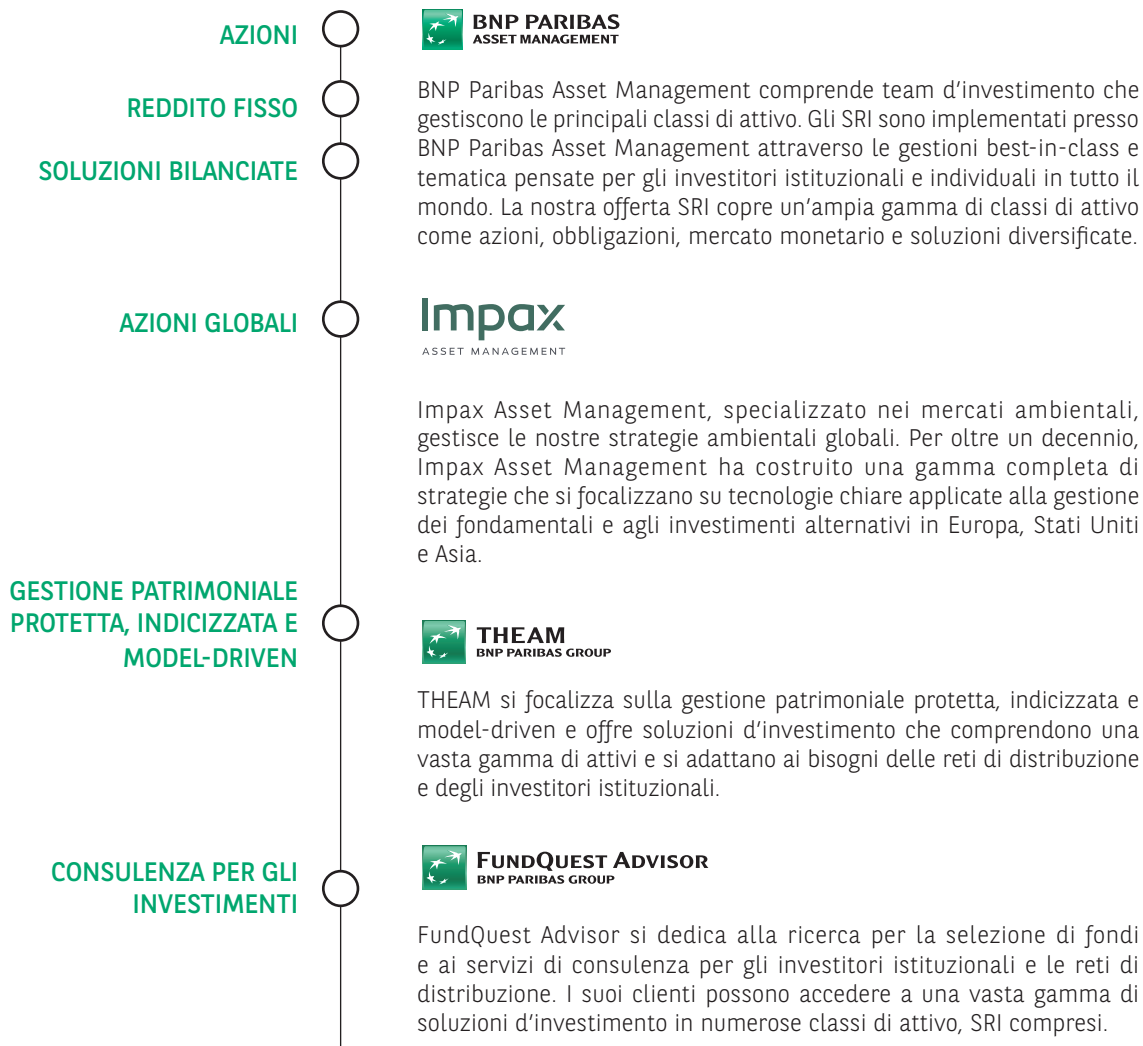 AZIONI
BNP PARIBAS
ASSET MANAGEMENT
REDDITO FISSO
SOLUZIONI BILANCIATE
BNP Paribas Asset Management comprende team d'investimento che
gestiscono le principali classi di attivo. Gli SRI sono implementati presso
BNP Paribas Asset Management attraverso le gestioni best-in-class e
tematica pensate per gli investitori istituzionali e individuali in tutto il
mondo. La nostra offerta SRI copre un'ampia gamma di classi di attivo
come azioni, obbligazioni, mercato monetario e soluzioni diversificate.
AZIONI GLOBALI
Impax
ASSET MANAGEMENT
Impax Asset Management, specializzato nei mercati ambientali,
gestisce le nostre strategie ambientali globali. Per oltre un decennio,
Impax Asset Management ha costruito una gamma completa di
strategie che si focalizzano su tecnologie chiare applicate alla gestione
dei fondamentali e agli investimenti alternativi in Europa, Stati Uniti
e Asia.
GESTIONE PATRIMONIALE
PROTETTA, INDICIZZATA E
MODEL-DRIVEN
THEAM
BNP PARIBAS GROUP
THEAM si focalizza sulla gestione patrimoniale protetta, indicizzata e
model-driven e offre soluzioni d'investimento che comprendono una
vasta gamma di attivi e si adattano ai bisogni delle reti di distribuzione
e degli investitori istituzionali.
CONSULENZA PER GLI
INVESTIMENTI
FUNDQUEST ADVISOR
BNP PARIBAS GROUP
FundQuest Advisor si dedica alla ricerca per la selezione di fondi
e ai servizi di consulenza per gli investitori istituzionali e le reti di
distribuzione. I suoi clienti possono accedere a una vasta gamma di
soluzioni d'investimento in numerose classi di attivo, SRI compresi.